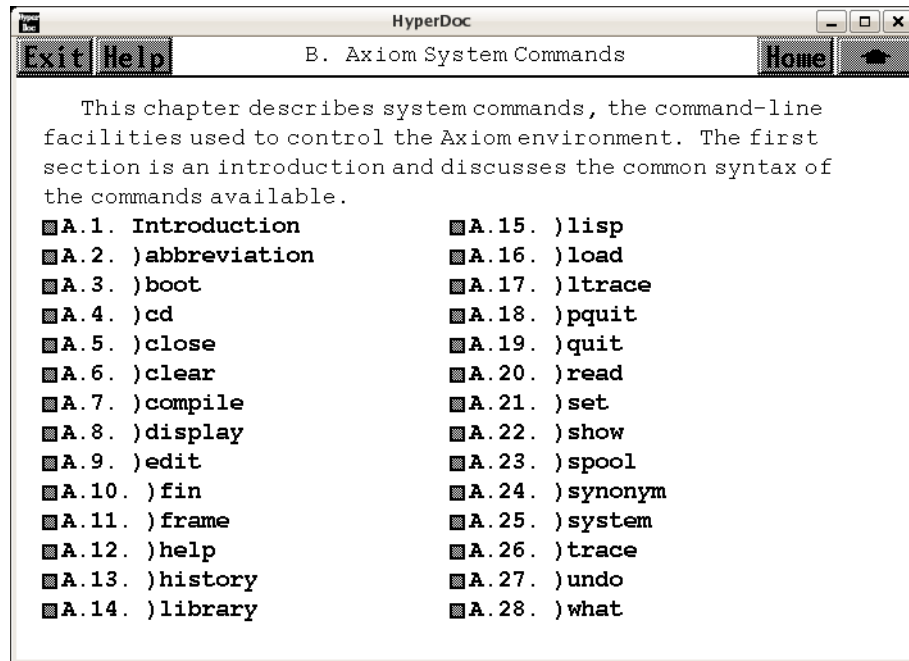 Hyper Doc
HyperDoc
Exit Help B. Axiom System Commands Home
This chapter describes system commands, the command-line
facilities used to control the Axiom environment. The first
section is an introduction and discusses the common syntax of
the commands available.
A.1. Introduction
A.2. )abbreviation
A.3. )boot
A.4. )cd
A.5. )close
A.6. )clear
A.7. )compile
A.8. )display
A.9. )edit
A.10. )fin
A.11. )frame
A.12. )help
A.13. )history
A.14. )library
A.15. )lisp
A.16. )load
A.17. )ltrace
A.18. )pquit
A.19. )quit
A.20. )read
A.21. )set
A.22. )show
A.23. )spool
A.24. )synonym
A.25. )system
A.26. )trace
A.27. )undo
A.28. )what